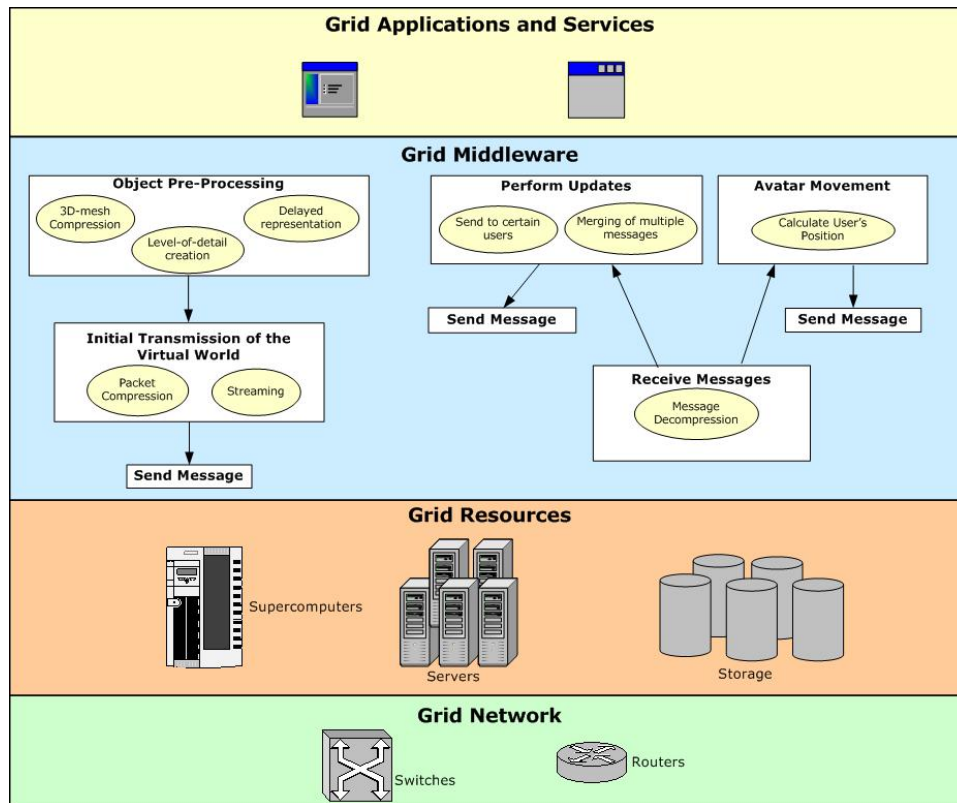 Grid Applications and Services
Grid Middleware
Object Pre-Processing
3D-mesh
Compression
Level-of-detail
creation
Delayed
representation
Initial Transmission of the
Virtual World
Packet
Compression
Streaming
Send Message
Perform Updates
Send to certain
users
Merging of multiple
messages
Send Message
Avatar Movement
Calculate User's
Position
Send Message
Receive Messages
Message
Decompression
Grid Resources
Supercomputers
Servers
Storage
Grid Network
Switches
Routers